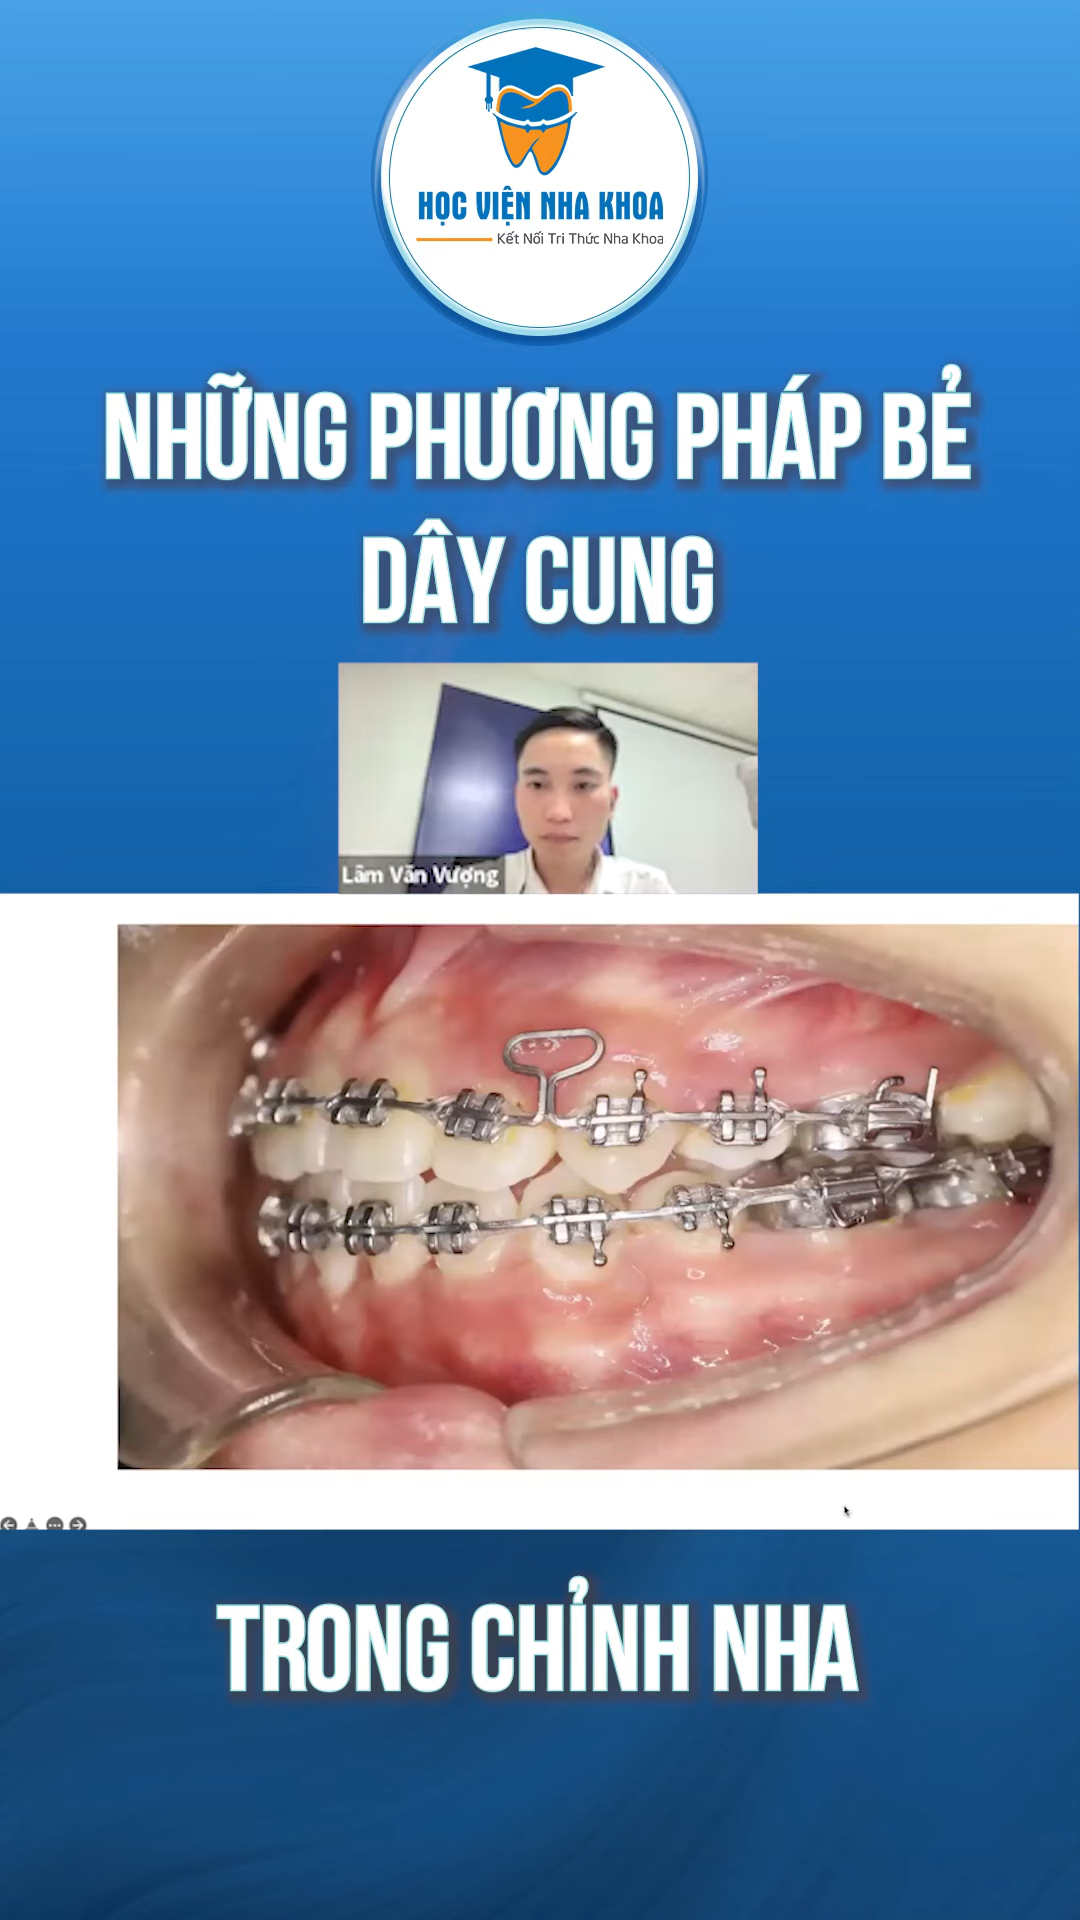 HỌC VIỆN NHA KHOA
Kết Nối Tri Thức Nha Khoa
NHỮNG PHƯƠNG PHÁP BẺ
DÂY CUNG
Lâm Văn Vượng
TRONG CHỈNH NHA